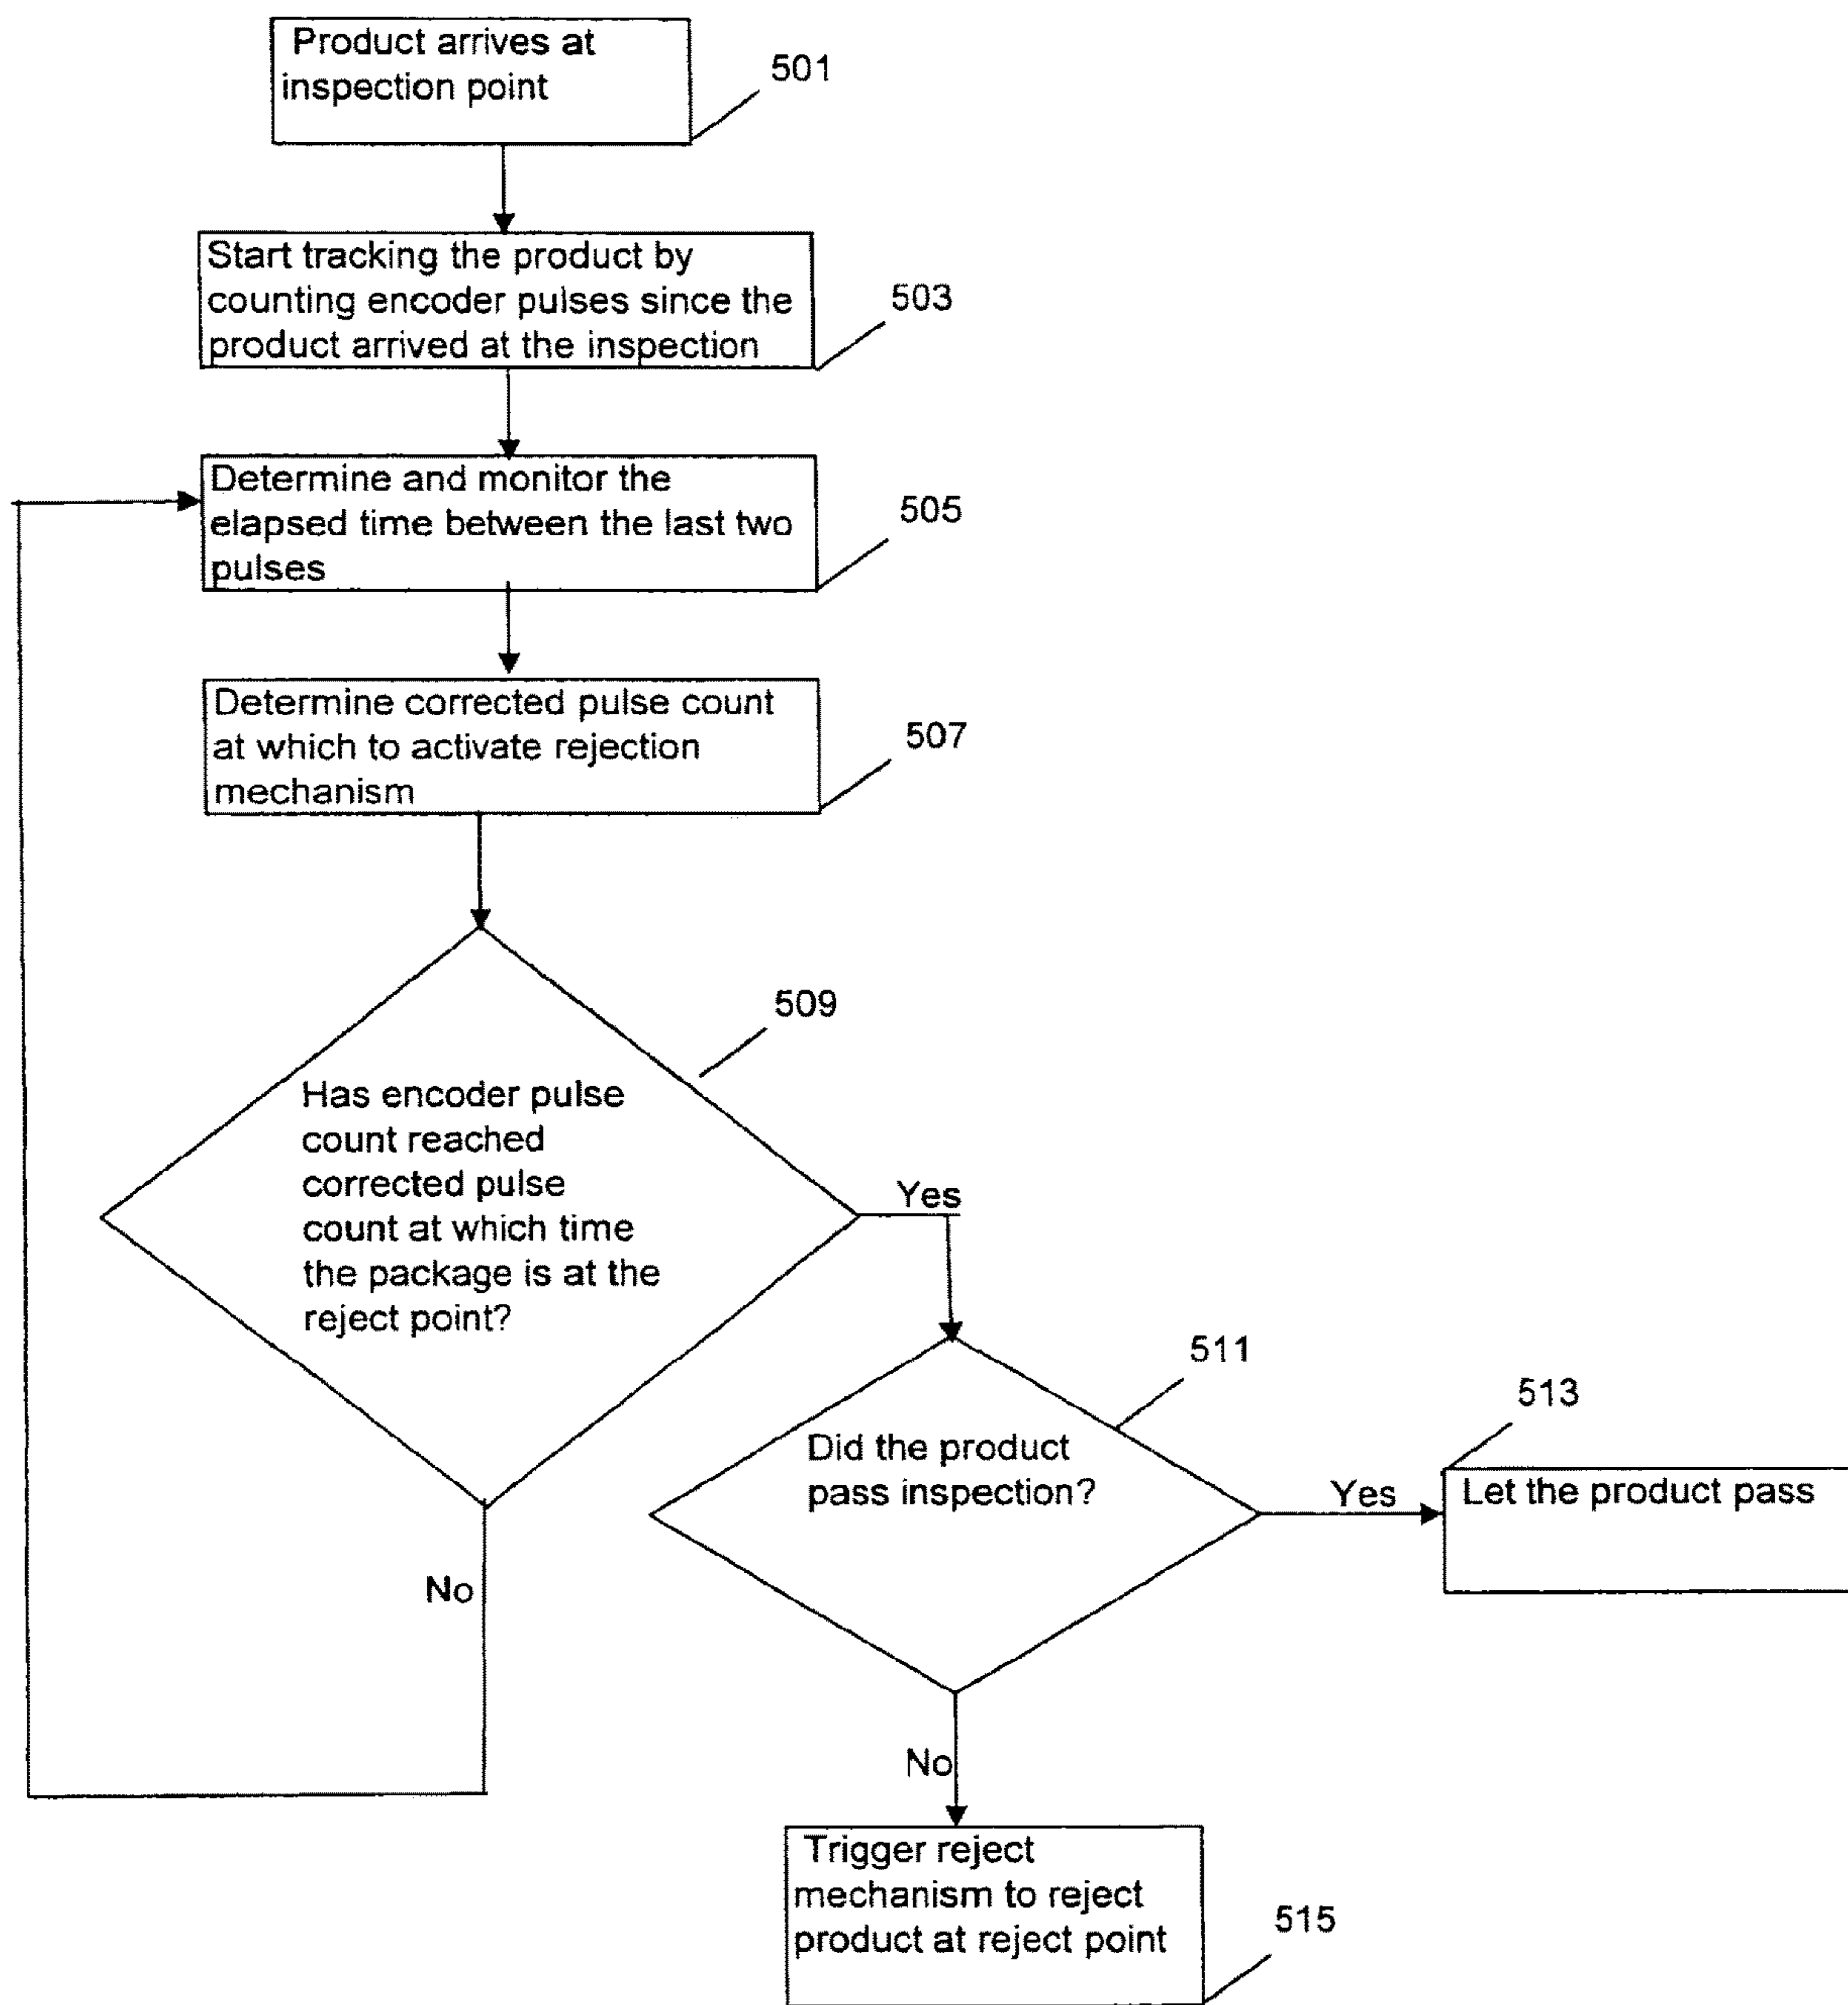 Product arrives at
inspection point
501
Start tracking the product by
counting encoder pulses since the
product arrived at the inspection
503
Determine and monitor the
elapsed time between the last two
pulses
505
Determine corrected pulse count
at which to activate rejection
mechanism
507
509
Has encoder pulse
count reached
corrected pulse
count at which time
the package is at the
reject point?
Yes
No
511
Did the product
pass inspection?
Yes
513
Let the product pass
No
Trigger reject
mechanism to reject
product at reject point
515